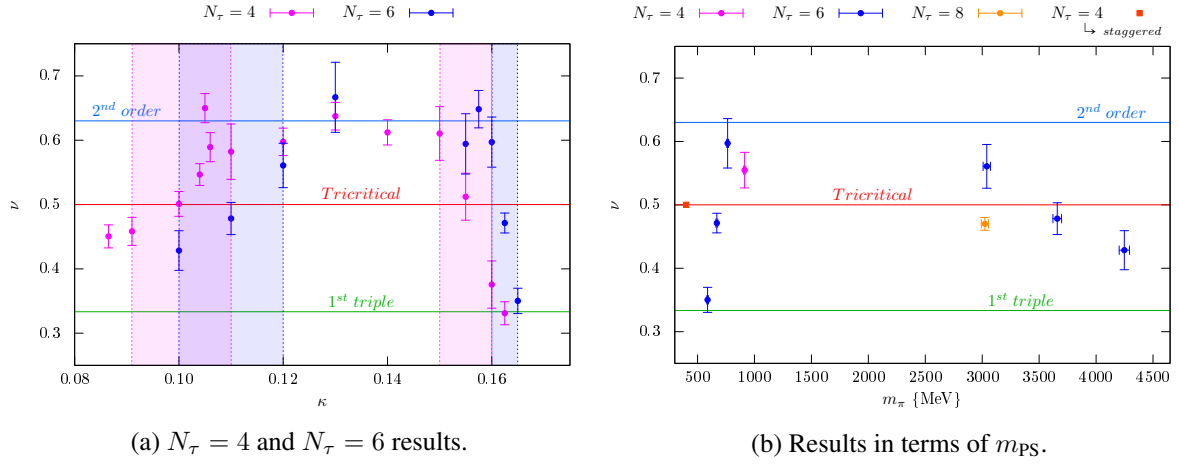 N_τ = 4 N_τ = 6
0.7
0.6
0.5
0.4
0.3
ν
2^nd order
Tricritical
1^st triple
0.08 0.10 0.12 0.14 0.16
κ
(a) N_τ = 4 and N_τ = 6 results.
N_τ = 4 N_τ = 6 N_τ = 8 N_τ = 4
↳ staggered
0.7
0.6
0.5
0.4
0.3
ν
2^nd order
Tricritical
1^st triple
500 1000 1500 2000 2500 3000 3500 4000 4500
m_π {MeV}
(b) Results in terms of m_PS.